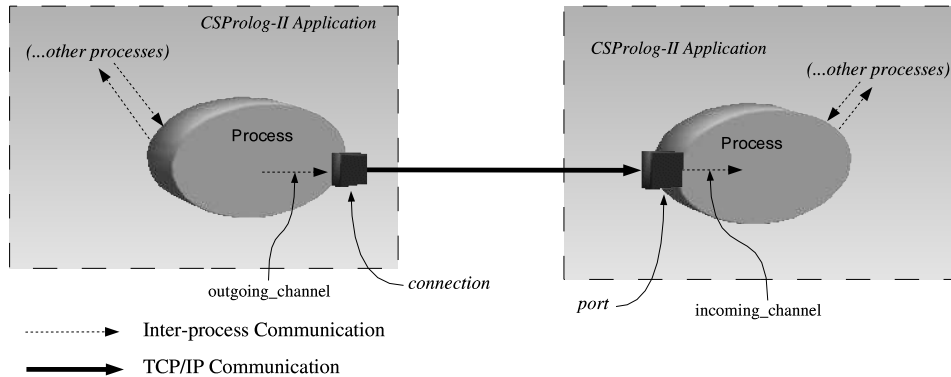 CSProlog-II Application
(...other processes)
Process
outgoing_channel
connection
CSProlog-II Application
(...other processes)
Process
port
incoming_channel
Inter-process Communication
TCP/IP Communication